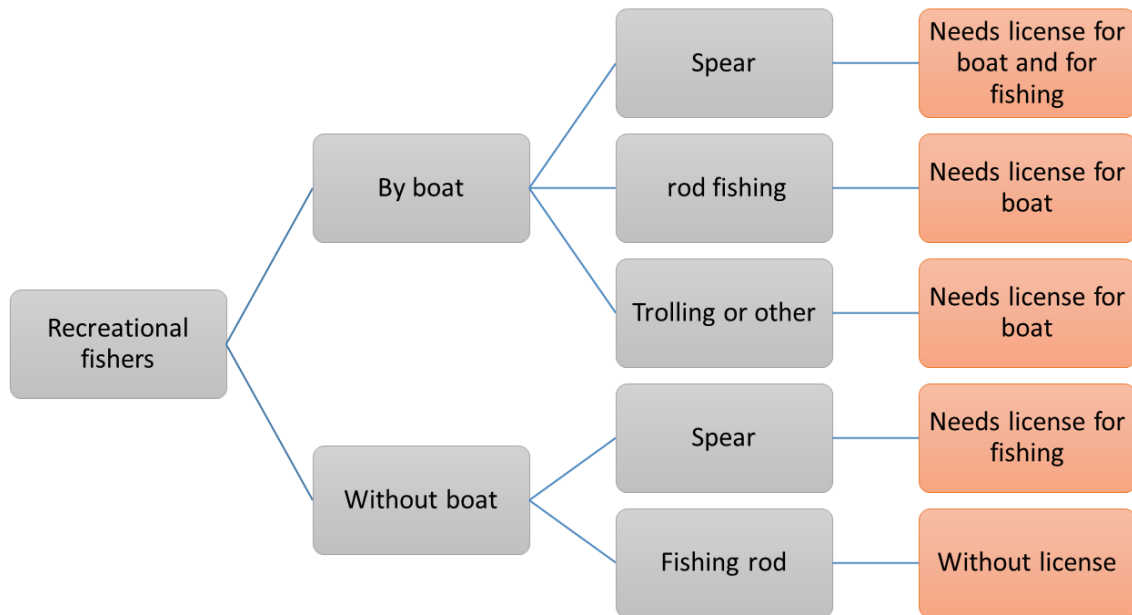 Recreational
fishers
By boat
Spear
Needs license for
boat and for
fishing
rod fishing
Needs license for
boat
Trolling or other
Needs license for
boat
Without boat
Spear
Needs license for
fishing
Fishing rod
Without license